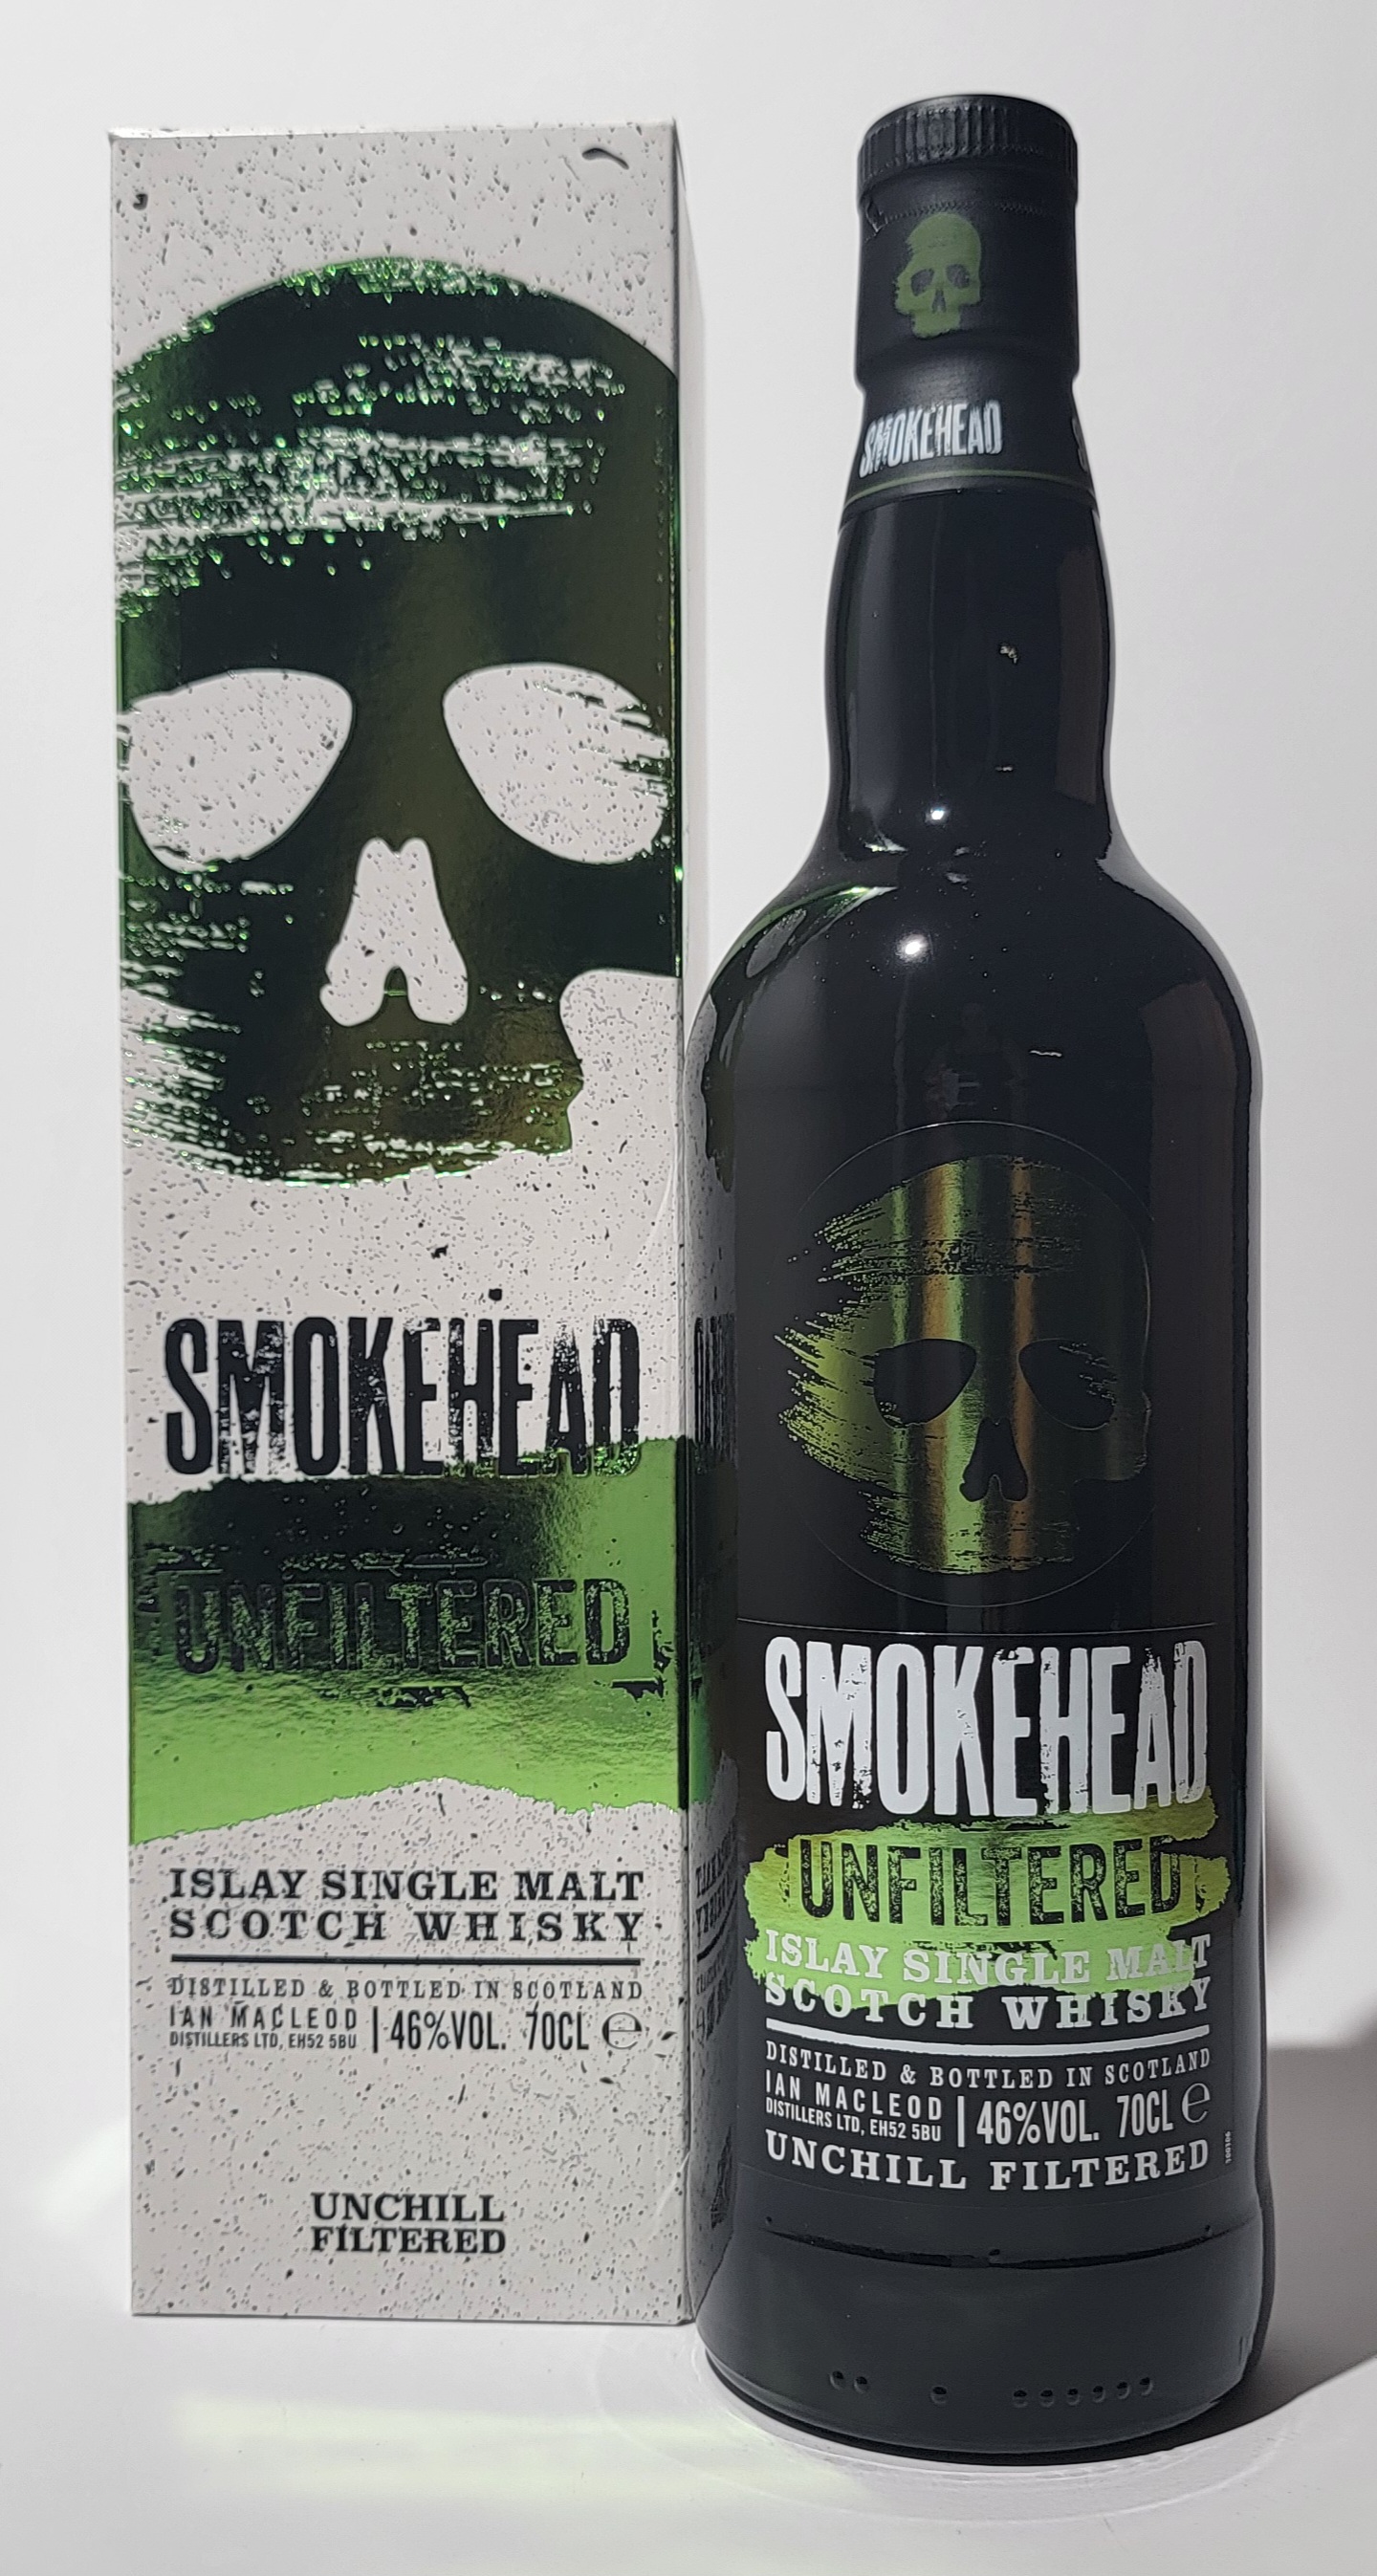 SMOKEHEAD
UNFILTERED
ISLAY SINGLE MALT
SCOTCH WHISKY
DISTILLED & BOTTLED IN SCOTLAND
IAN MACLEOD
DISTILLERS LTD, EH52 5BU
46%VOL. 70CL ℮
UNCHILL
FILTERED
SMOKEHEAD
SMOKEHEAD
UNFILTERED
ISLAY SINGLE MALT
SCOTCH WHISKY
DISTILLED & BOTTLED IN SCOTLAND
IAN MACLEOD
DISTILLERS LTD, EH52 5BU
46%VOL. 70CL ℮
UNCHILL FILTERED